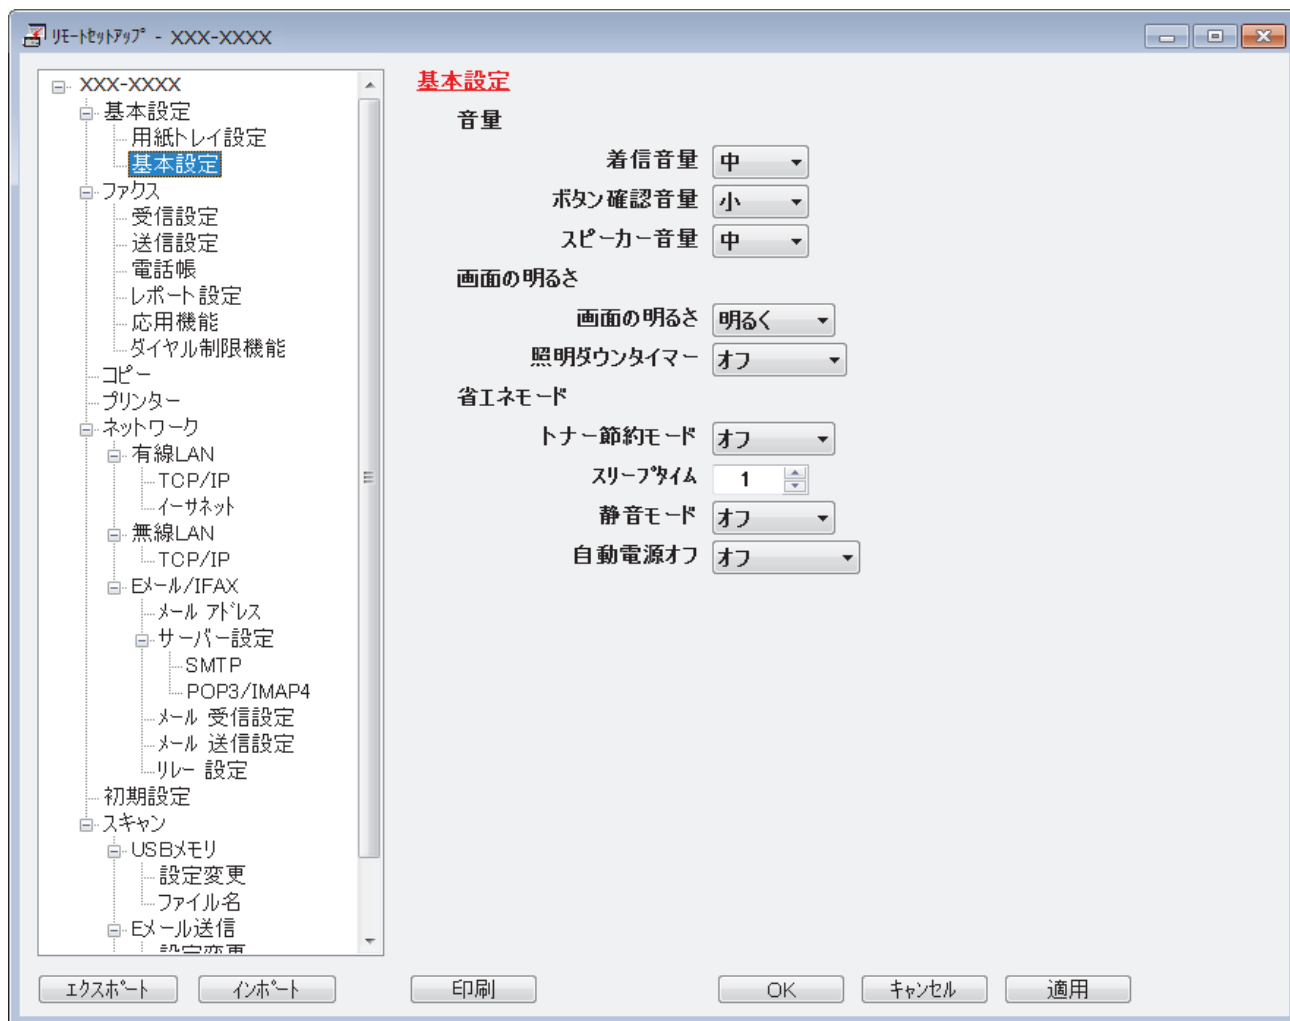 リモートセットアップ - XXX-XXXX
XXX-XXXX
基本設定
用紙トレイ設定
基本設定
ファクス
受信設定
送信設定
電話帳
レポート設定
応用機能
ダイヤル制限機能
コピー
プリンター
ネットワーク
有線LAN
TCP/IP
イーサネット
無線LAN
TCP/IP
Eメール/IFAX
メール アドレス
サーバー設定
SMTP
POP3/IMAP4
メール 受信設定
メール 送信設定
リレー 設定
初期設定
スキャン
USBメモリ
設定変更
ファイル名
Eメール送信
設定変更
基本設定
音量
着信音量 中
ボタン確認音量 小
スピーカー音量 中
画面の明るさ
画面の明るさ 明るく
照明ダウンタイマー オフ
省エネモード
トナー節約モード オフ
スリープタイム 1
静音モード オフ
自動電源オフ オフ
エクスポート インポート 印刷 OK キャンセル 適用